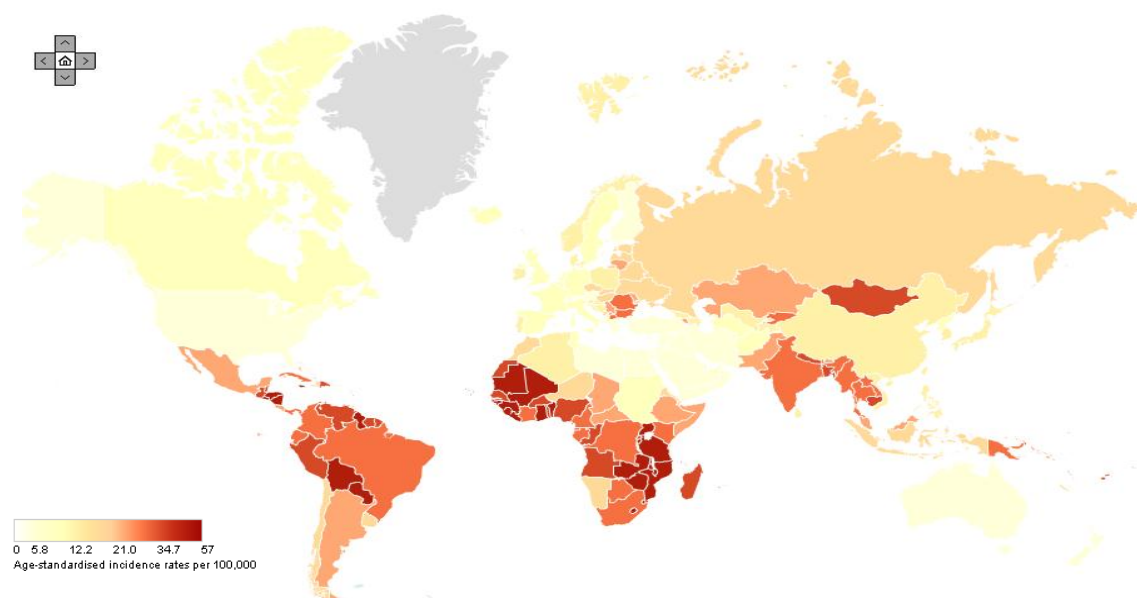 0 5.8 12.2 21.0 34.7 57
Age-standardised incidence rates per 100,000